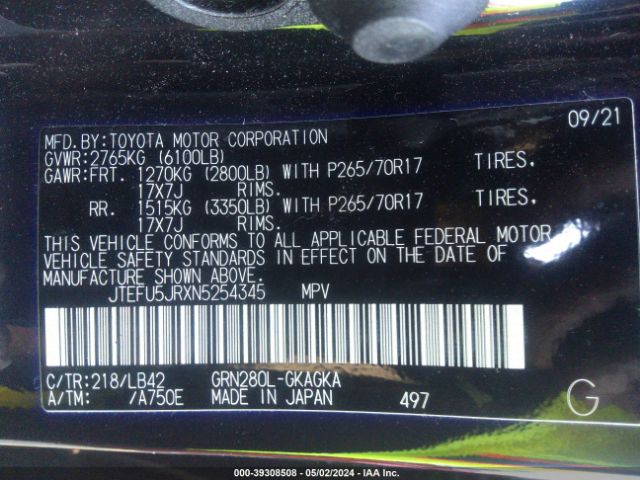 09/21
MFD.BY:TOYOTA MOTOR CORPORATION
GVWR:2765KG (6100LB)
GAWR:FRT. 1270KG (2800LB) WITH P265/70R17 TIRES.
17X7J RIMS.
RR. 1515KG (3350LB) WITH P265/70R17 TIRES.
17X7J RIMS.
THIS VEHICLE CONFORMS TO ALL APPLICABLE FEDERAL MOTOR
VEHICLE SAFETY STANDARDS IN EFFECT ON THE DATE OF
MANUFACTURE SHOWN ABOVE.
JTEFU5JRXN5254345 MPV
C/TR:218/LB42 GRN280L-GKAGKA
A/TM: /A750E MADE IN JAPAN 497 G
000-39308508 - 05/02/2024 - IAA Inc.